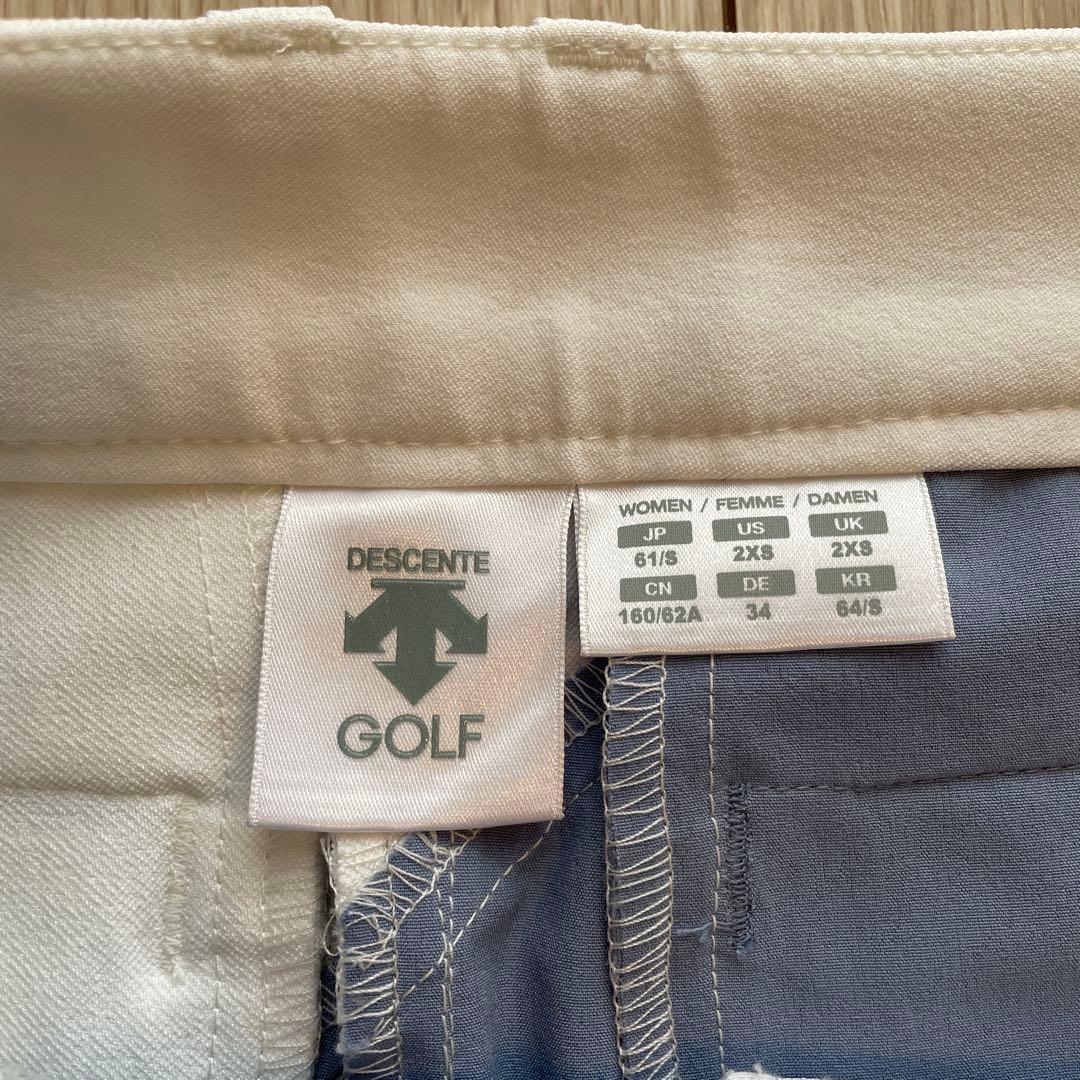 DESCENTE
GOLF
WOMEN / FEMME / DAMEN
JP US UK
61/S 2XS 2XS
CN DE KR
160/62A 34 64/S